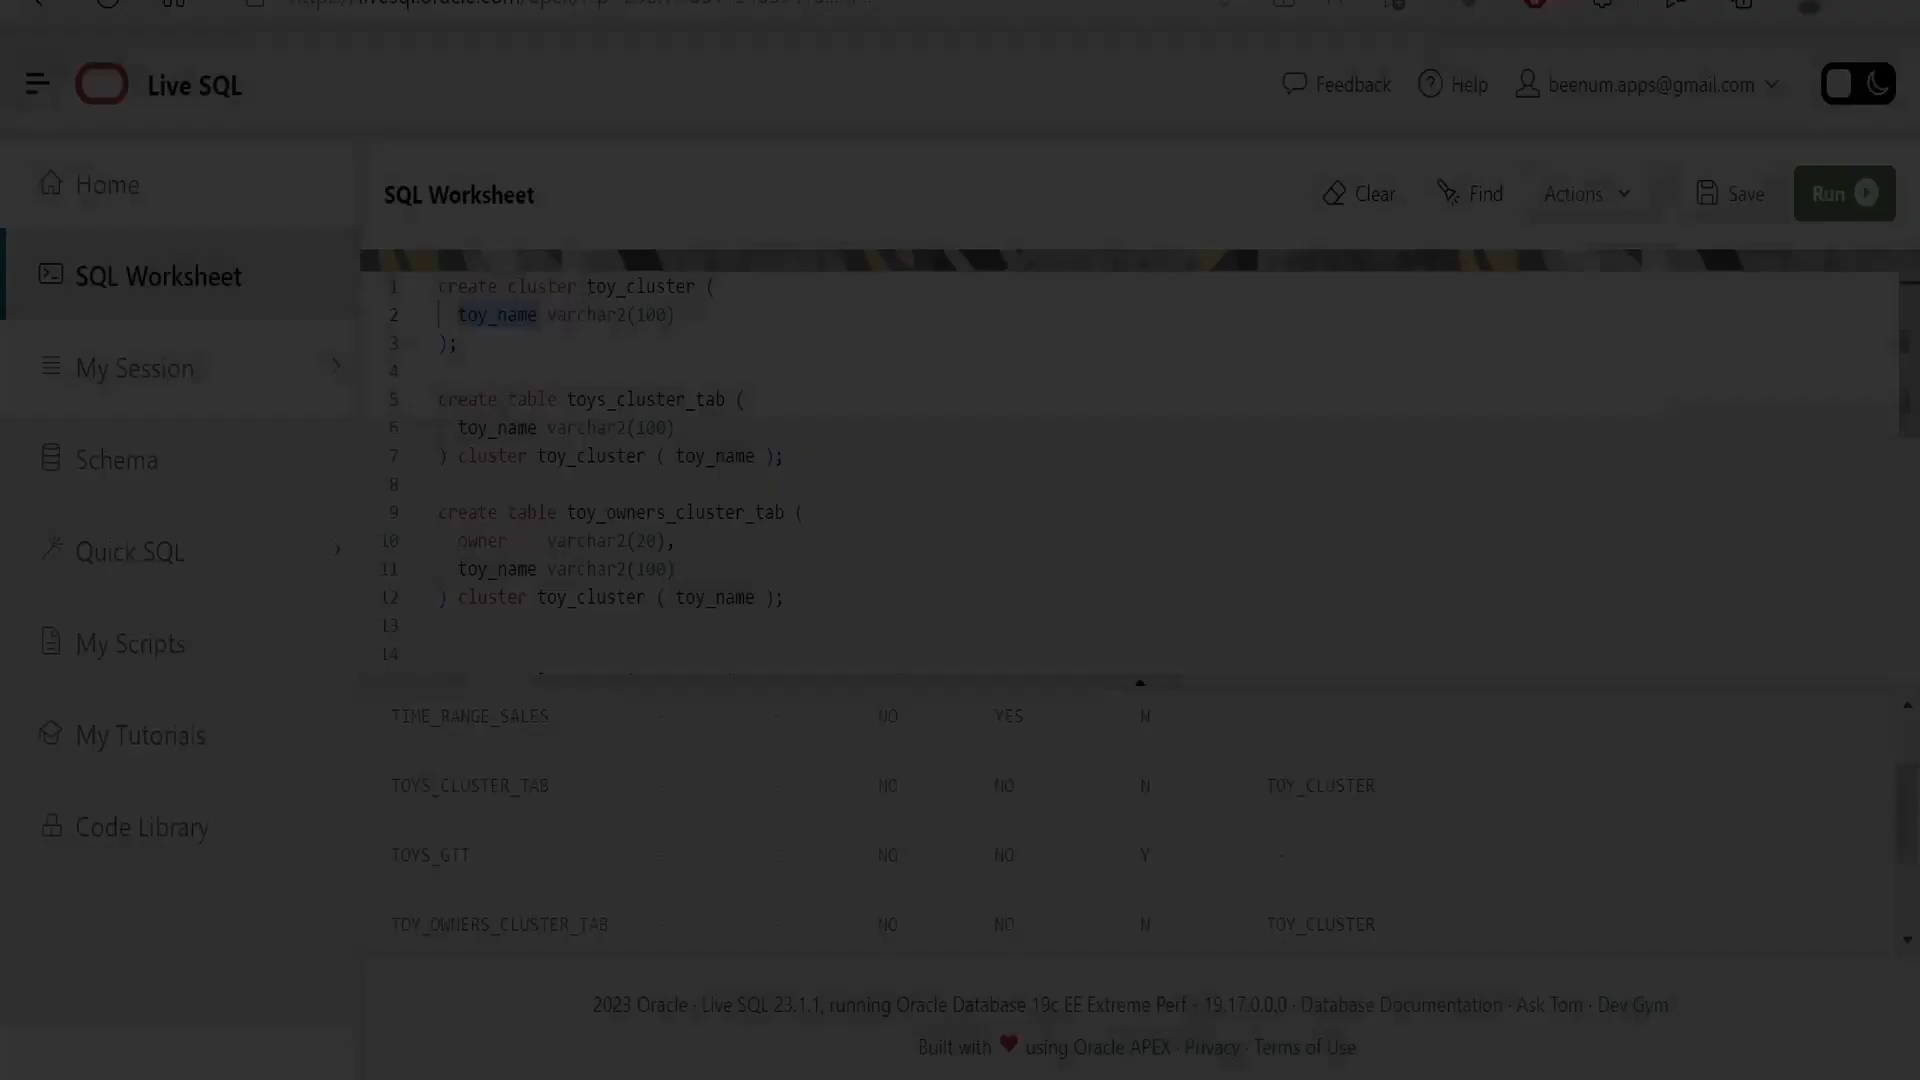 Live SQL
Feedback
Help
beenum.apps@gmail.com
Home
SQL Worksheet
My Session
Schema
Quick SQL
My Scripts
My Tutorials
Code Library
SQL Worksheet
Clear
Find
Actions
Save
Run
1 create cluster toy_cluster (
2 toy_name varchar2(100)
3 );
4
5 create table toys_cluster_tab (
6 toy_name varchar2(100)
7 ) cluster toy_cluster ( toy_name );
8
9 create table toy_owners_cluster_tab (
10 owner varchar2(20),
11 toy_name varchar2(100)
12 ) cluster toy_cluster ( toy_name );
13
14
TIME_RANGE_SALES - - NO YES N -
TOYS_CLUSTER_TAB - - NO NO N TOY_CLUSTER
TOYS_GTT - - NO NO Y -
TOY_OWNERS_CLUSTER_TAB - - NO NO N TOY_CLUSTER
2023 Oracle · Live SQL 23.1.1, running Oracle Database 19c EE Extreme Perf - 19.17.0.0.0 · Database Documentation · Ask Tom · Dev Gym
Built with ❤ using Oracle APEX · Privacy · Terms of Use